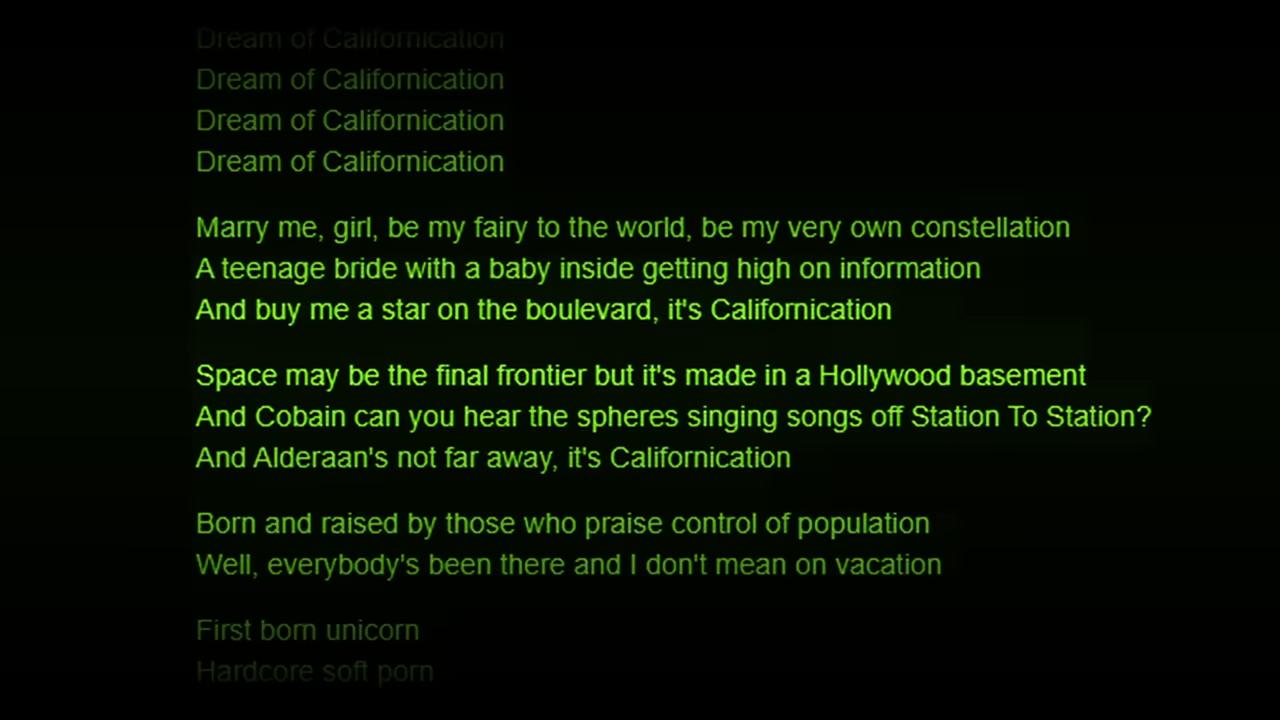 Dream of Californication
Dream of Californication
Dream of Californication
Dream of Californication
Marry me, girl, be my fairy to the world, be my very own constellation
A teenage bride with a baby inside getting high on information
And buy me a star on the boulevard, it's Californication
Space may be the final frontier but it's made in a Hollywood basement
And Cobain can you hear the spheres singing songs off Station To Station?
And Alderaan's not far away, it's Californication
Born and raised by those who praise control of population
Well, everybody's been there and I don't mean on vacation
First born unicorn
Hardcore soft porn